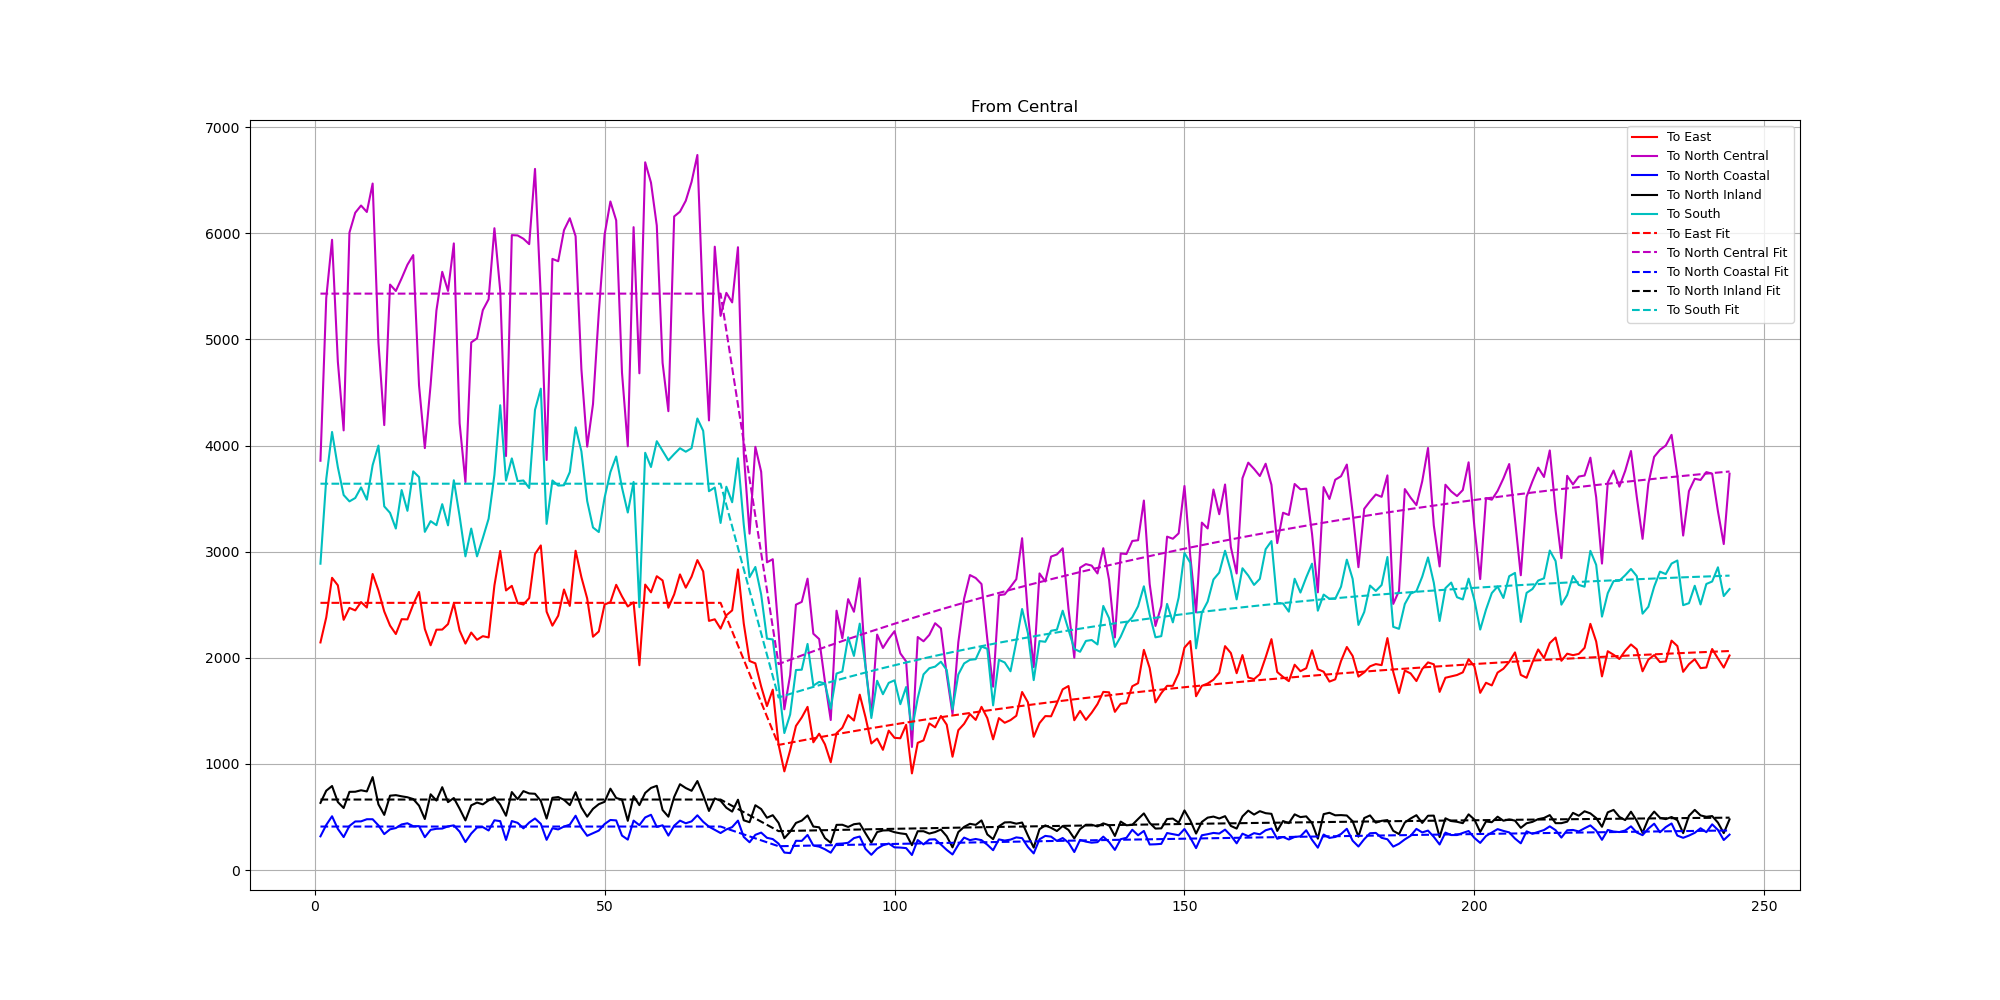 From Central
7000
6000
5000
4000
3000
2000
1000
0
0
50
100
150
200
250
To East
To North Central
To North Coastal
To North Inland
To South
To East Fit
To North Central Fit
To North Coastal Fit
To North Inland Fit
To South Fit